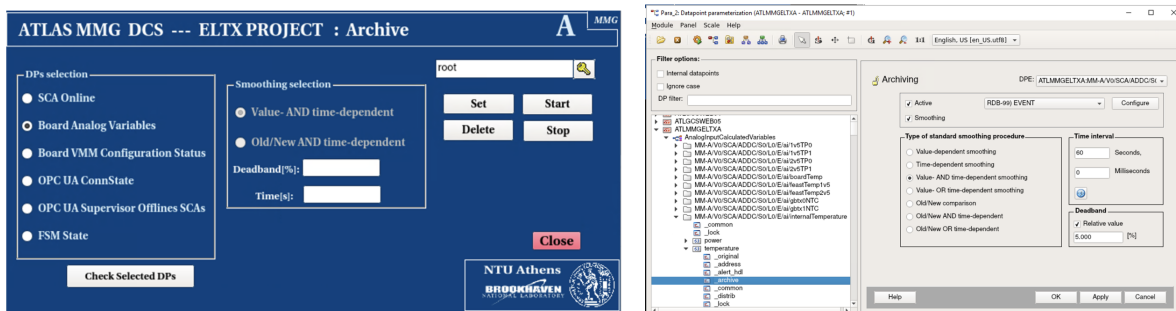 ATLAS MMG DCS --- ELTX PROJECT : Archive
A MMG
DPs selection
SCA Online
Board Analog Variables
Board VMM Configuration Status
OPC UA ConnState
OPC UA Supervisor Offlines SCAs
FSM State
Check Selected DPs
Smoothing selection
Value- AND time-dependent
Old/New AND time-dependent
Deadband[%]:
Time[s]:
root
Set Start
Delete Stop
Close
NTU Athens
BROOKHAVEN
NATIONAL LABORATORY
Para_2: Datapoint parameterization (ATLMMGELTXA - ATLMMGELTXA; #1)
Module Panel Scale Help
1:1 English, US [en_US.utf8]
Filter options:
Internal datapoints
Ignore case
DP filter:
ATLGCSWEB05
ATLMMGELTXA
AnalogInputCalculatedVariables
MM-A/V0/SCA/ADDC/S0/L0/E/ai/1v5TP0
MM-A/V0/SCA/ADDC/S0/L0/E/ai/1v5TP1
MM-A/V0/SCA/ADDC/S0/L0/E/ai/2v5TP0
MM-A/V0/SCA/ADDC/S0/L0/E/ai/2v5TP1
MM-A/V0/SCA/ADDC/S0/L0/E/ai/boardTemp
MM-A/V0/SCA/ADDC/S0/L0/E/ai/feastTemp1v5
MM-A/V0/SCA/ADDC/S0/L0/E/ai/feastTemp2v5
MM-A/V0/SCA/ADDC/S0/L0/E/ai/gbtx0NTC
MM-A/V0/SCA/ADDC/S0/L0/E/ai/gbtx1NTC
MM-A/V0/SCA/ADDC/S0/L0/E/ai/internalTemperature
_common
_lock
power
temperature
_original
_address
_alert_hdl
_archive
_common
_distrib
_lock
Archiving
DPE: ATLMMGELTXA:MM-A/V0/SCA/ADDC/S(
Active RDB-99) EVENT Configure
Smoothing
Type of standard smoothing procedure
Value-dependent smoothing
Time-dependent smoothing
Value- AND time-dependent smoothing
Value- OR time-dependent smoothing
Old/New comparison
Old/New AND time-dependent
Old/New OR time-dependent
Time interval
60 Seconds,
0 Milliseconds
Deadband
Relative value
5.000 [%]
Help OK Apply Cancel